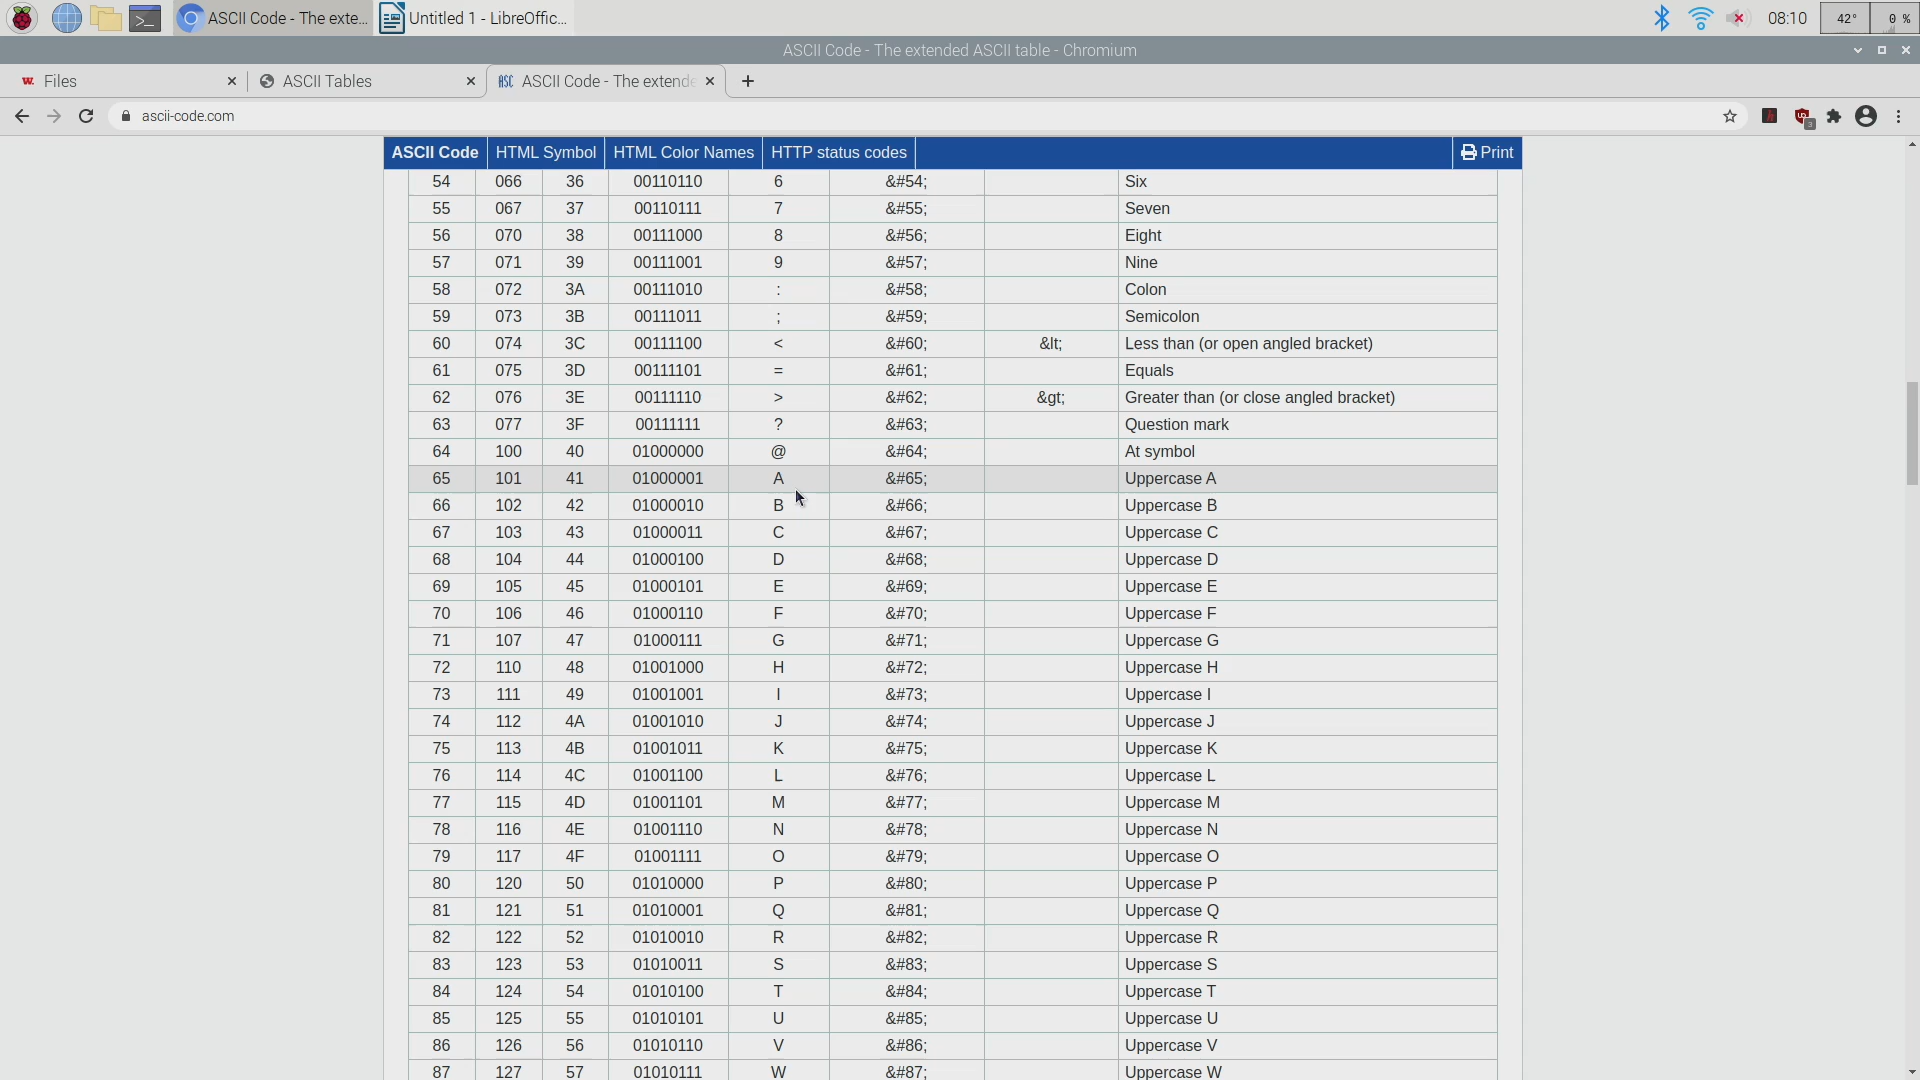 ASCII Code - The exte... Untitled 1 - LibreOffic... 08:10 42° 0 %
ASCII Code - The extended ASCII table - Chromium
w. Files ASCII Tables ASC ASCII Code - The extende
ascii-code.com 3
ASCII Code HTML Symbol HTML Color Names HTTP status codes Print
54 066 36 00110110 6 &#54; Six
55 067 37 00110111 7 &#55; Seven
56 070 38 00111000 8 &#56; Eight
57 071 39 00111001 9 &#57; Nine
58 072 3A 00111010 : &#58; Colon
59 073 3B 00111011 ; &#59; Semicolon
60 074 3C 00111100 < &#60; &lt; Less than (or open angled bracket)
61 075 3D 00111101 = &#61; Equals
62 076 3E 00111110 > &#62; &gt; Greater than (or close angled bracket)
63 077 3F 00111111 ? &#63; Question mark
64 100 40 01000000 @ &#64; At symbol
65 101 41 01000001 A &#65; Uppercase A
66 102 42 01000010 B &#66; Uppercase B
67 103 43 01000011 C &#67; Uppercase C
68 104 44 01000100 D &#68; Uppercase D
69 105 45 01000101 E &#69; Uppercase E
70 106 46 01000110 F &#70; Uppercase F
71 107 47 01000111 G &#71; Uppercase G
72 110 48 01001000 H &#72; Uppercase H
73 111 49 01001001 I &#73; Uppercase I
74 112 4A 01001010 J &#74; Uppercase J
75 113 4B 01001011 K &#75; Uppercase K
76 114 4C 01001100 L &#76; Uppercase L
77 115 4D 01001101 M &#77; Uppercase M
78 116 4E 01001110 N &#78; Uppercase N
79 117 4F 01001111 O &#79; Uppercase O
80 120 50 01010000 P &#80; Uppercase P
81 121 51 01010001 Q &#81; Uppercase Q
82 122 52 01010010 R &#82; Uppercase R
83 123 53 01010011 S &#83; Uppercase S
84 124 54 01010100 T &#84; Uppercase T
85 125 55 01010101 U &#85; Uppercase U
86 126 56 01010110 V &#86; Uppercase V
87 127 57 01010111 W &#87; Uppercase W